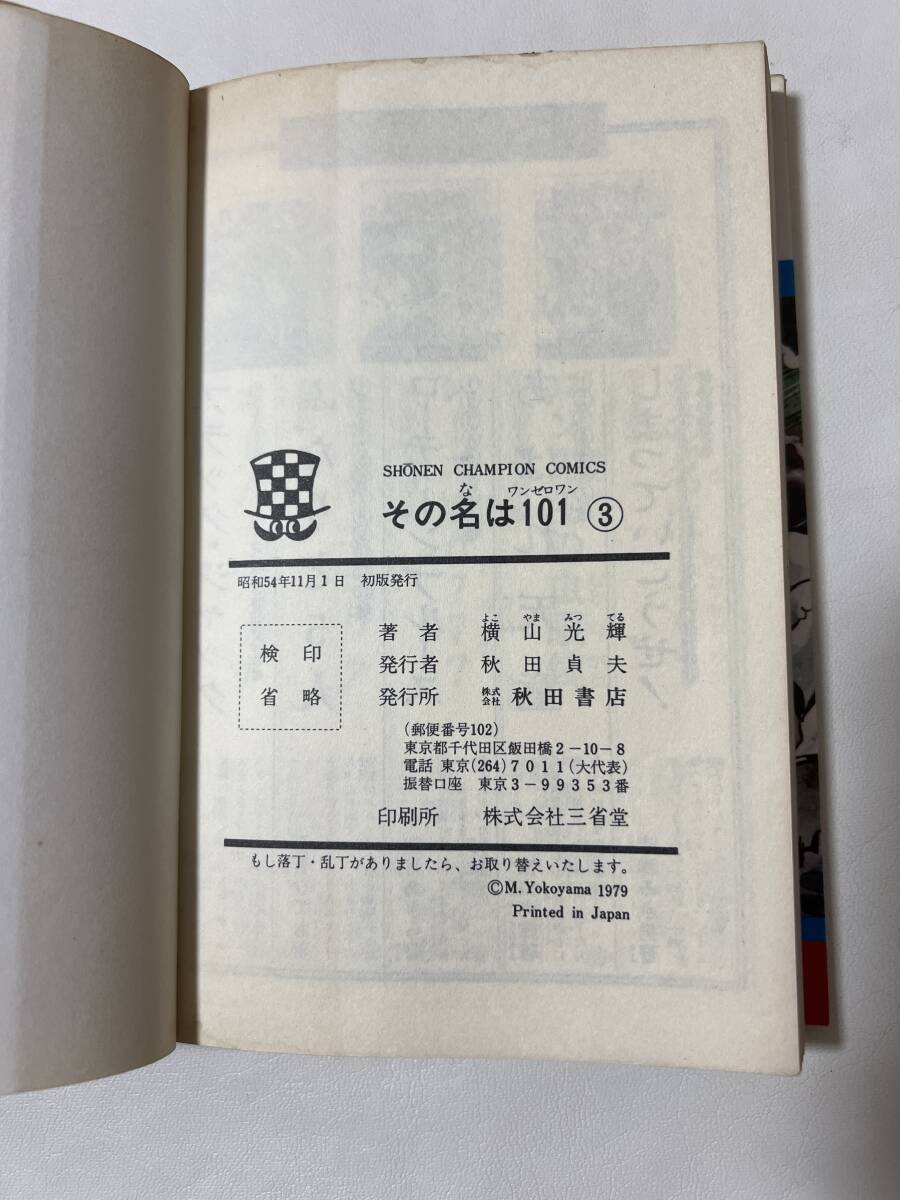 SHŌNEN CHAMPION COMICS
な ワンゼロワン
その名は101 ③
昭和54年11月1日 初版発行
検印
省略
よこ やま みつ てる
著者 横山光輝
発行者 秋田貞夫
発行所 株式会社 秋田書店
(郵便番号102)
東京都千代田区飯田橋2-10-8
電話 東京(264)7011(大代表)
振替口座 東京3-99353番
印刷所 株式会社三省堂
もし落丁・乱丁がありましたら、お取り替えいたします。
©M. Yokoyama 1979
Printed in Japan